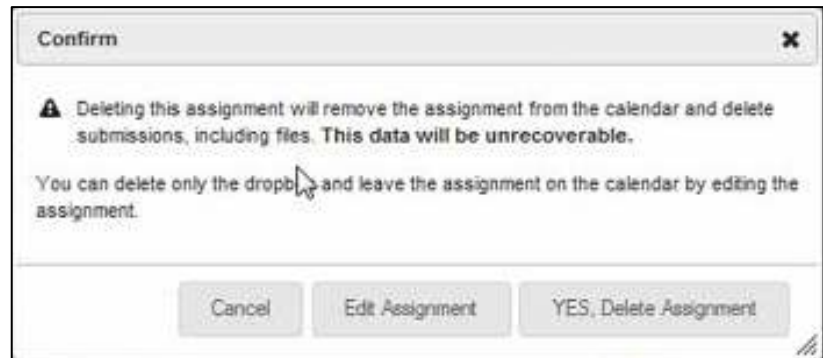 Confirm
Deleting this assignment will remove the assignment from the calendar and delete
submissions, including files. This data will be unrecoverable.
You can delete only the and leave the assignment on the calendar by editing the
assignment.
Cancel Edit Assignment YES, Delete Assignment